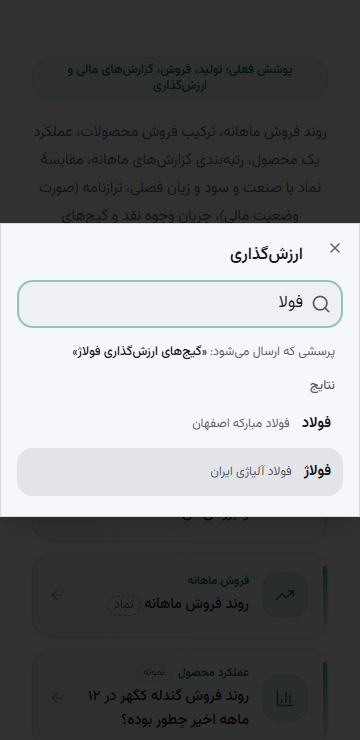 پوشش فعلی: تولید، فروش، گزارش‌های مالی و
ارزش‌گذاری
روند فروش ماهانه، ترکیب فروش محصولات، عملکرد
یک محصول، رتبه‌بندی گزارش‌های ماهانه، مقایسهٔ
نماد با صنعت و سود و زیان فصلی، ترازنامه (صورت
وضعیت مالی)، جریان وجوه نقد و گیج‌های
ارزش‌گذاری
فولا
پرسشی که ارسال می‌شود: «گیج‌های ارزش‌گذاری فولاژ»
نتایج
فولاد فولاد مبارکه اصفهان
فولاژ فولاد آلیاژی ایران
فروش ماهانه
روند فروش ماهانه نماد
عملکرد محصول نمونه
روند فروش گندله کگهر در ۱۲
ماهه اخیر چطور بوده؟